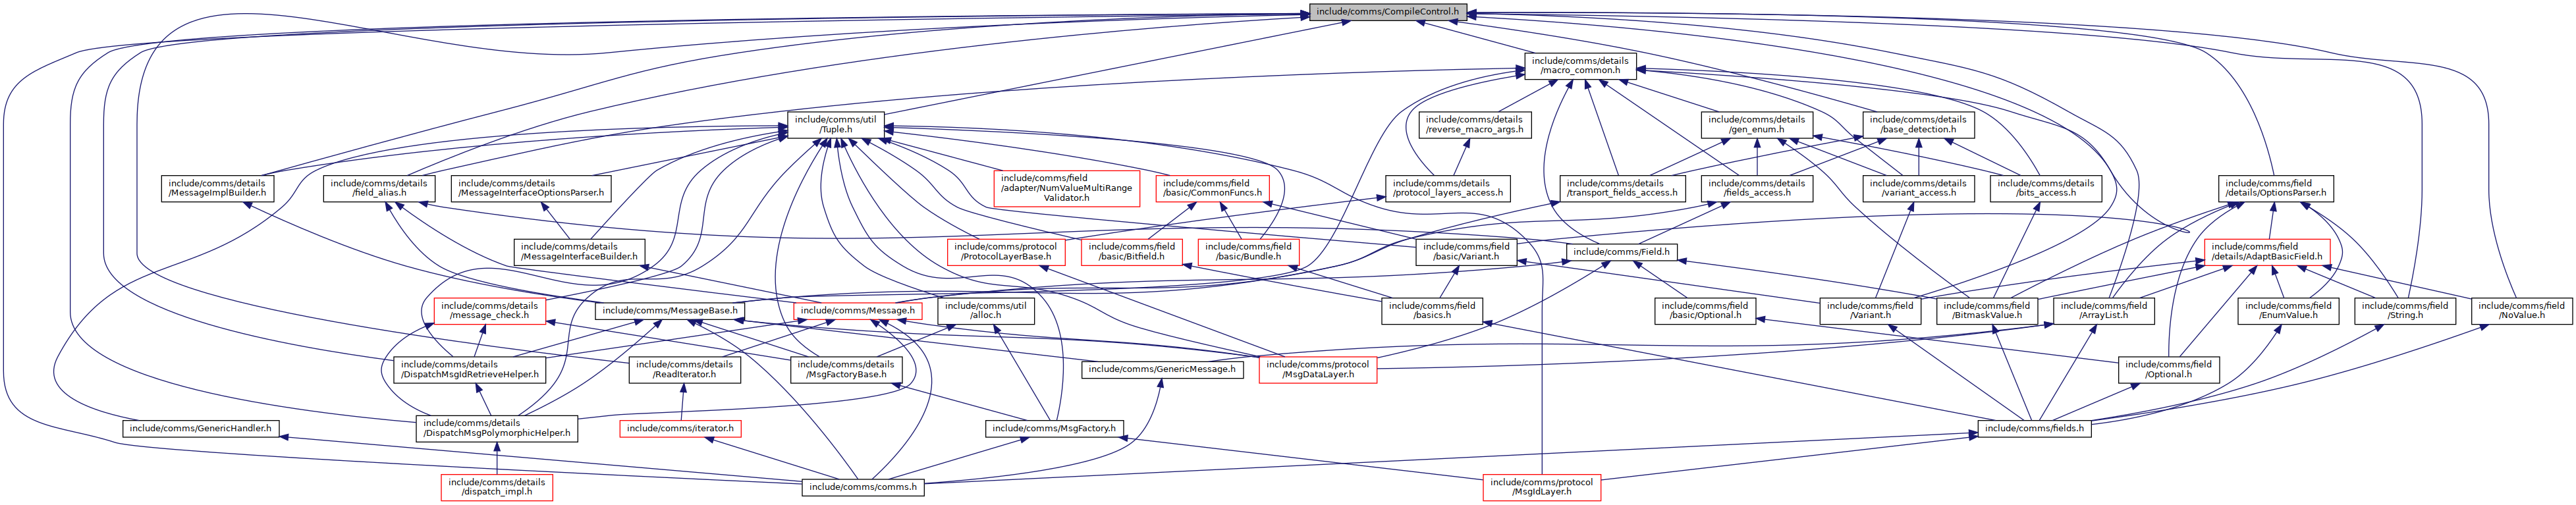 include/comms/CompileControl.h
include/comms/details
/macro_common.h
include/comms/util
/Tuple.h
include/comms/details
/reverse_macro_args.h
include/comms/details
/gen_enum.h
include/comms/details
/base_detection.h
include/comms/details
/MessageImplBuilder.h
include/comms/details
/field_alias.h
include/comms/details
/MessageInterfaceOptionsParser.h
include/comms/field
/adapter/NumValueMultiRange
Validator.h
include/comms/field
/basic/CommonFuncs.h
include/comms/details
/protocol_layers_access.h
include/comms/details
/transport_fields_access.h
include/comms/details
/fields_access.h
include/comms/details
/variant_access.h
include/comms/details
/bits_access.h
include/comms/field
/details/OptionsParser.h
include/comms/details
/MessageInterfaceBuilder.h
include/comms/protocol
/ProtocolLayerBase.h
include/comms/field
/basic/Bitfield.h
include/comms/field
/basic/Bundle.h
include/comms/field
/basic/Variant.h
include/comms/Field.h
include/comms/field
/details/AdaptBasicField.h
include/comms/details
/message_check.h
include/comms/MessageBase.h
include/comms/Message.h
include/comms/util
/alloc.h
include/comms/field
/basics.h
include/comms/field
/basic/Optional.h
include/comms/field
/Variant.h
include/comms/field
/BitmaskValue.h
include/comms/field
/ArrayList.h
include/comms/field
/EnumValue.h
include/comms/field
/String.h
include/comms/field
/NoValue.h
include/comms/details
/DispatchMsgIdRetrieveHelper.h
include/comms/details
/ReadIterator.h
include/comms/details
/MsgFactoryBase.h
include/comms/GenericMessage.h
include/comms/protocol
/MsgDataLayer.h
include/comms/field
/Optional.h
include/comms/GenericHandler.h
include/comms/details
/DispatchMsgPolymorphicHelper.h
include/comms/iterator.h
include/comms/MsgFactory.h
include/comms/fields.h
include/comms/details
/dispatch_impl.h
include/comms/comms.h
include/comms/protocol
/MsgIdLayer.h